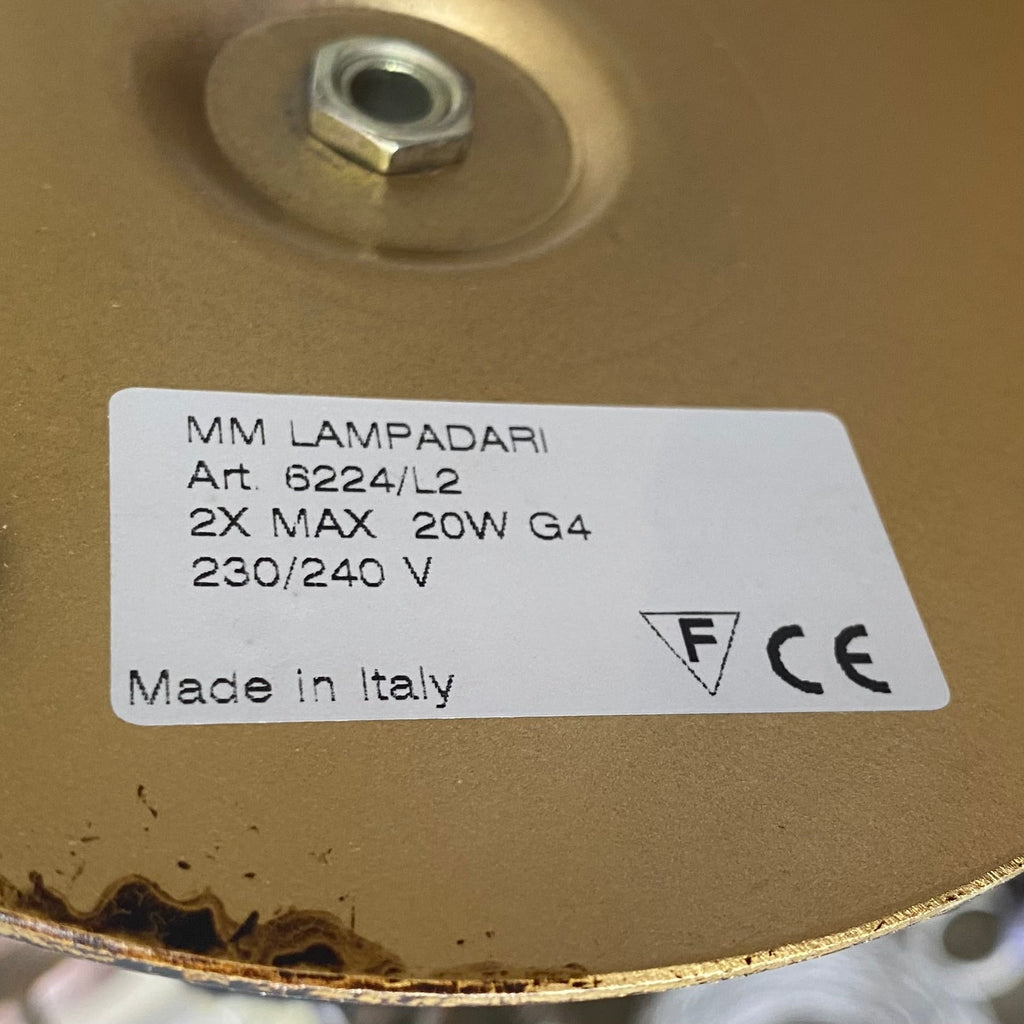 MM LAMPADARI
Art. 6224/L2
2X MAX 20W G4
230/240 V
F CE
Made in Italy